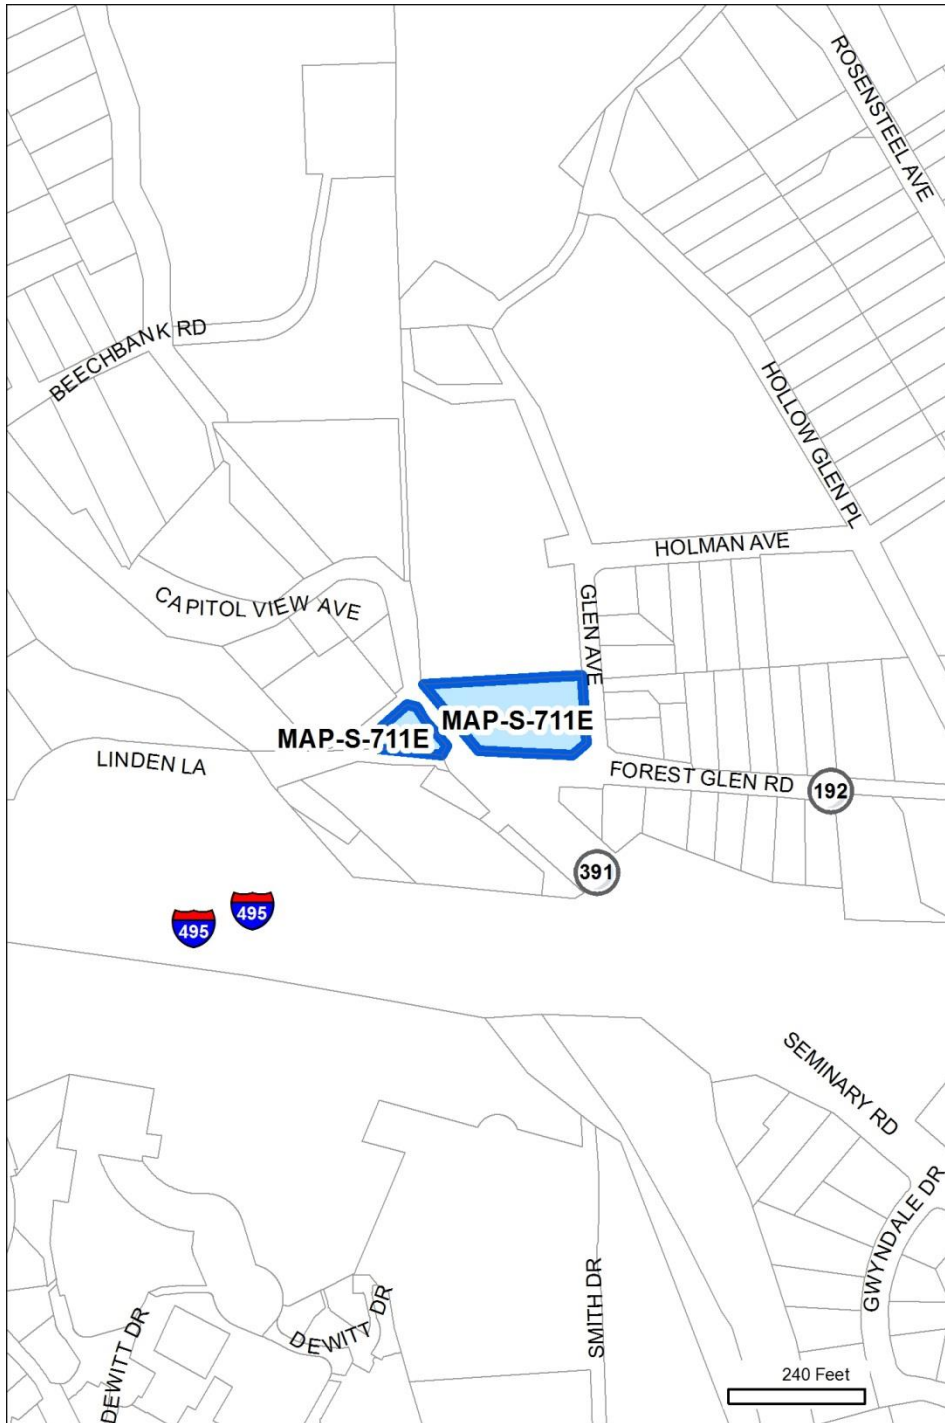 ROSENSTEEL AVE
BEECHBANK RD
HOLLOW GLEN PL
HOLMAN AVE
CAPITOL VIEW AVE
GLEN AVE
MAP-S-711E
MAP-S-711E
LINDEN LA
FOREST GLEN RD
192
391
495
495
SEMINARY RD
GWYNDALE DR
SMITH DR
DEWITT DR
DEWITT DR
240 Feet